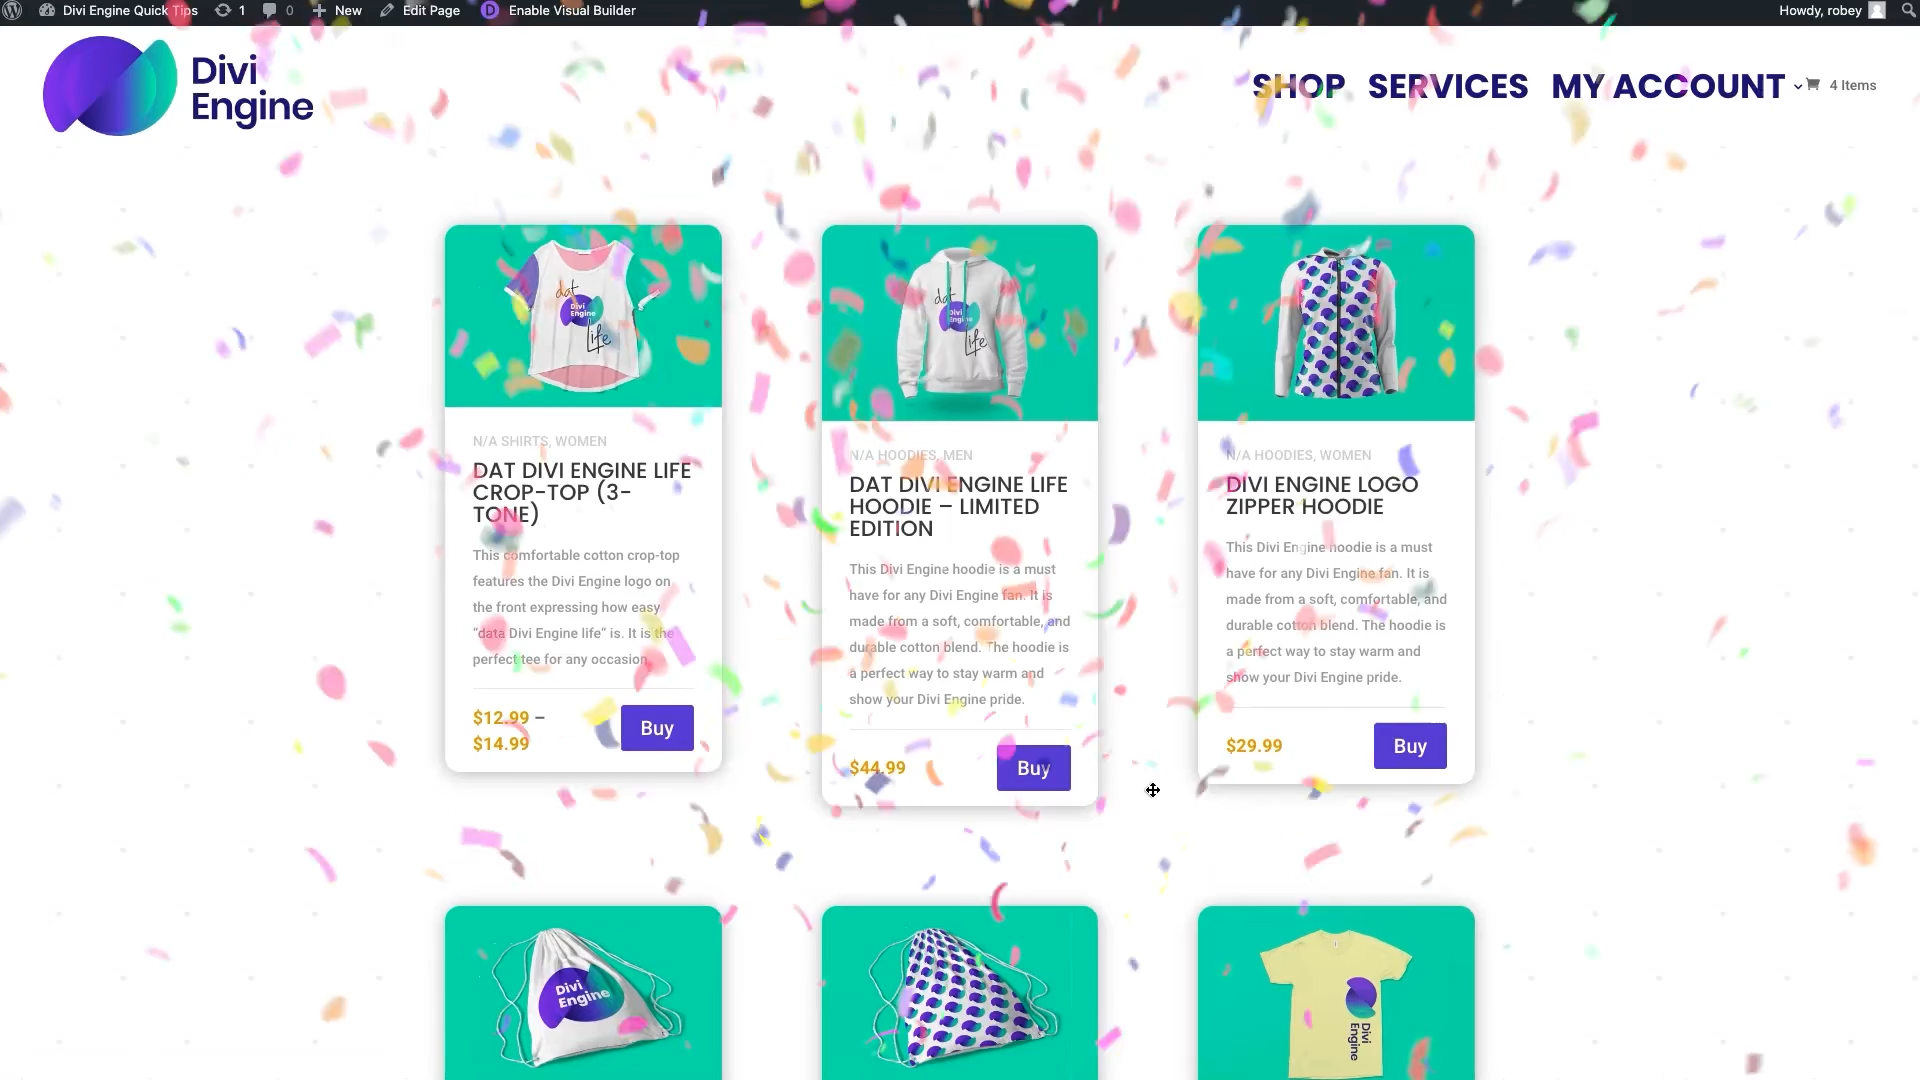 Divi Engine Quick Tips 1 0 New Edit Page D Enable Visual Builder Howdy, robey
Divi
Engine
SHOP SERVICES MY ACCOUNT 4 Items
dat
Divi
Engine
Life
dat
Divi
Engine
Life
N/A SHIRTS, WOMEN
DAT DIVI ENGINE LIFE
CROP-TOP (3-
TONE)
This comfortable cotton crop-top
features the Divi Engine logo on
the front expressing how easy
“data Divi Engine life” is. It is the
perfect tee for any occasion.
$12.99 –
$14.99
Buy
N/A HOODIES, MEN
DAT DIVI ENGINE LIFE
HOODIE – LIMITED
EDITION
This Divi Engine hoodie is a must
have for any Divi Engine fan. It is
made from a soft, comfortable, and
durable cotton blend. The hoodie is
a perfect way to stay warm and
show your Divi Engine pride.
$44.99
Buy
N/A HOODIES, WOMEN
DIVI ENGINE LOGO
ZIPPER HOODIE
This Divi Engine hoodie is a must
have for any Divi Engine fan. It is
made from a soft, comfortable, and
durable cotton blend. The hoodie is
a perfect way to stay warm and
show your Divi Engine pride.
$29.99
Buy
Divi
Engine
Divi
Engine